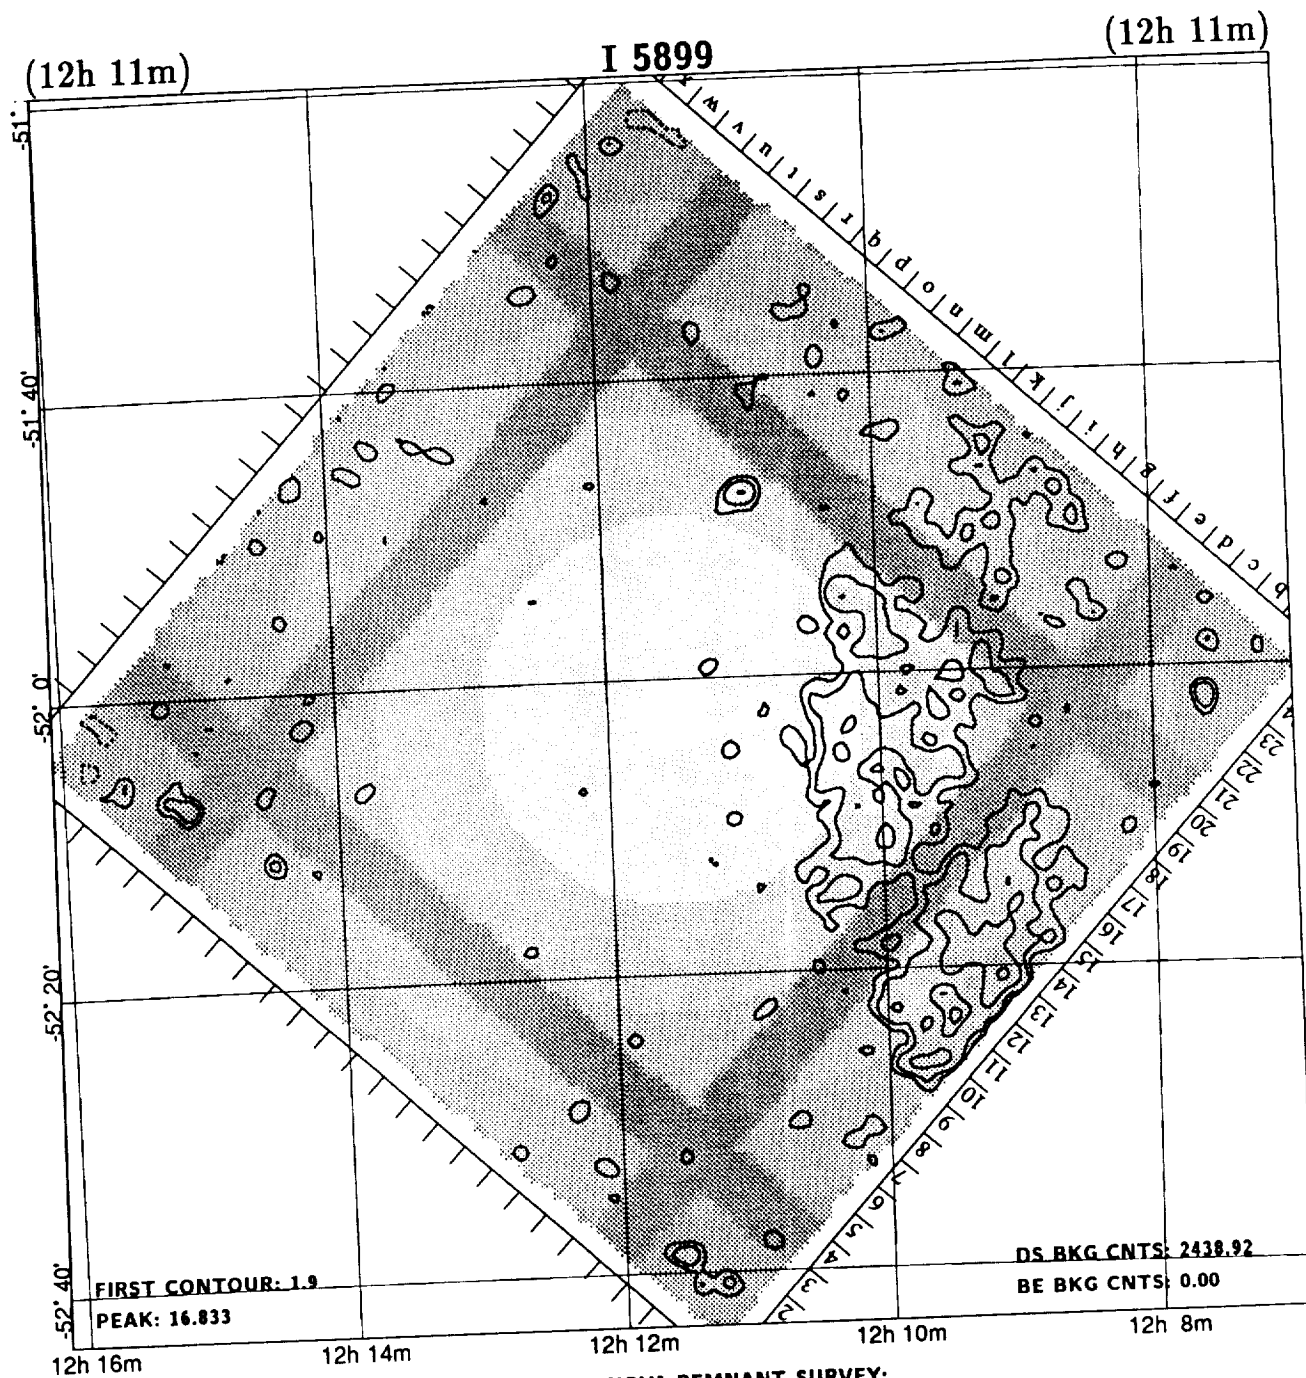 (12h 11m)
I 5899
(12h 11m)
-51°
-51° 40'
-52° 0'
-52° 20'
-52° 40'
w v u t s r q p o n m l k j i h g f e d c b
23 22 21 20 19 18 17 16 15 14 13 12 11 10 9 8 7 6 5 4 3 2
FIRST CONTOUR: 1.9
PEAK: 16.833
DS BKG CNTS: 2438.92
BE BKG CNTS: 0.00
12h 16m
12h 14m
12h 12m
12h 10m
12h 8m
REMNANT SURVEY: